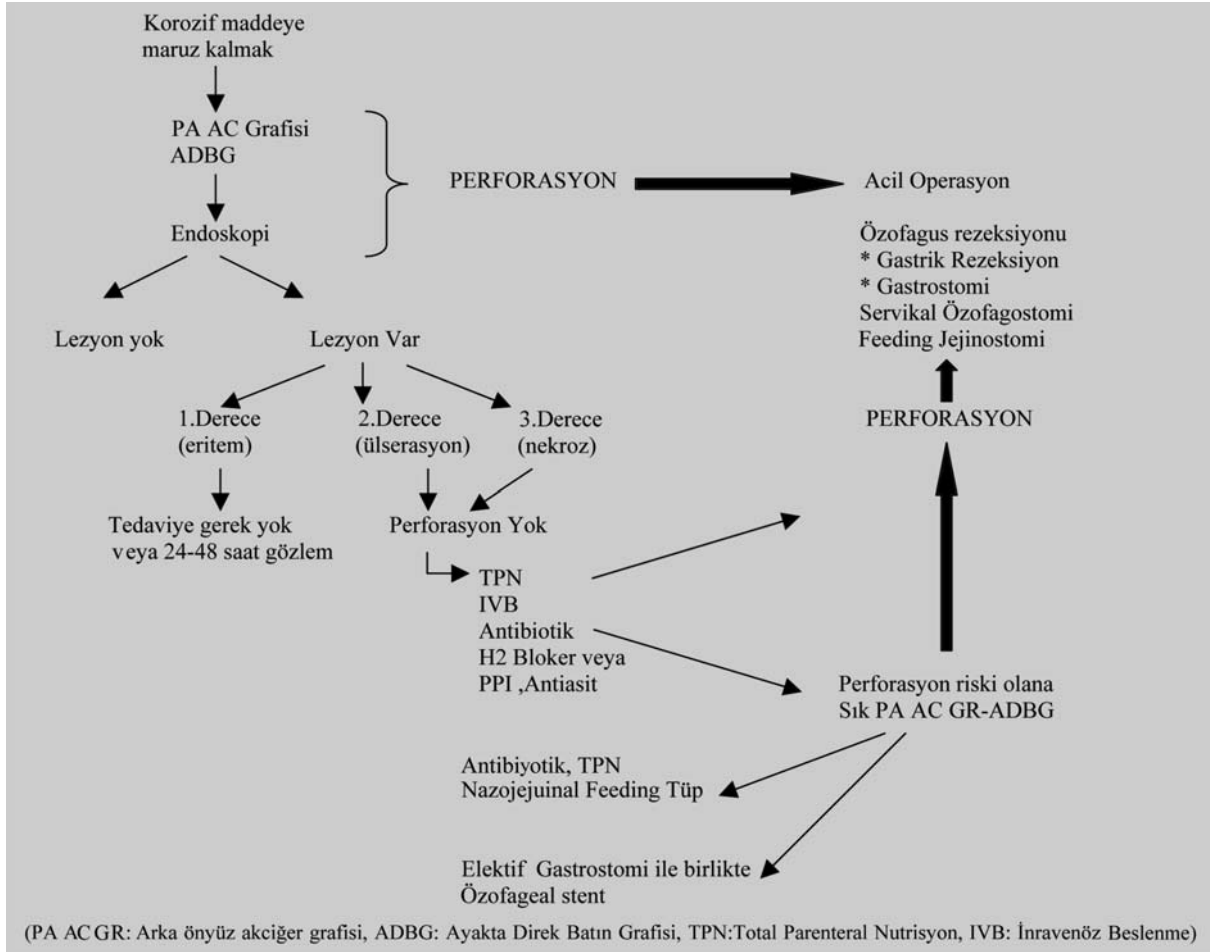 Korozif maddeye
maruz kalmak
PA AC Grafisi
ADBG
PERFORASYON
Acil Operasyon
Endoskopi
Özofagus rezeksiyonu
* Gastrik Rezeksiyon
* Gastrostomi
Servikal Özofagostomi
Feeding Jejinostomi
Lezyon yok
Lezyon Var
1.Derece
(eritem)
2.Derece
(ülserasyon)
3.Derece
(nekroz)
PERFORASYON
Tedaviye gerek yok
veya 24-48 saat gözlem
Perforasyon Yok
TPN
IVB
Antibiotik
H2 Bloker veya
PPI ,Antiasit
Perforasyon riski olana
Sık PA AC GR-ADBG
Antibiyotik, TPN
Nazojejuinal Feeding Tüp
Elektif Gastrostomi ile birlikte
Özofageal stent
(PA AC GR: Arka önyüz akciğer grafisi, ADBG: Ayakta Direk Batın Grafisi, TPN:Total Parenteral Nutrisyon, IVB: İnravenöz Beslenme)